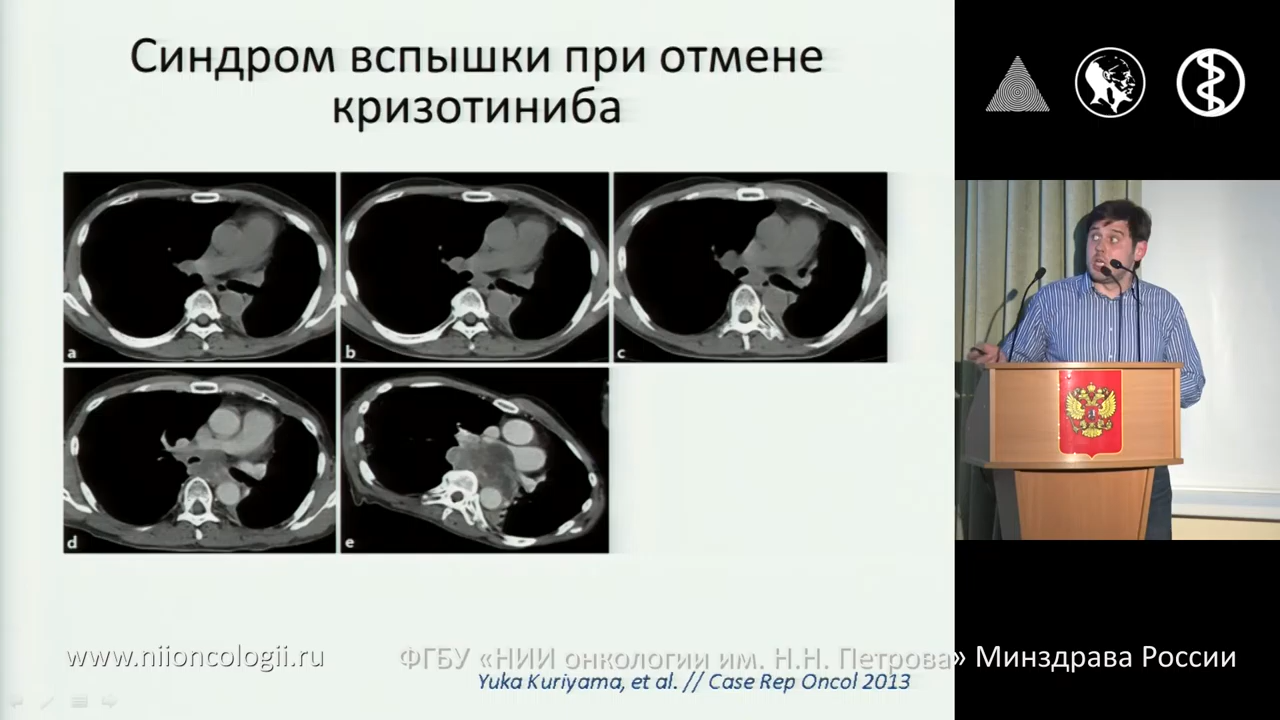 Синдром вспышки при отмене
кризотиниба
a
b
c
d
e
www.niioncologii.ru
ФГБУ «НИИ онкологии им. Н.Н. Петрова» Минздрава России
Yuka Kuriyama, et al. // Case Rep Oncol 2013